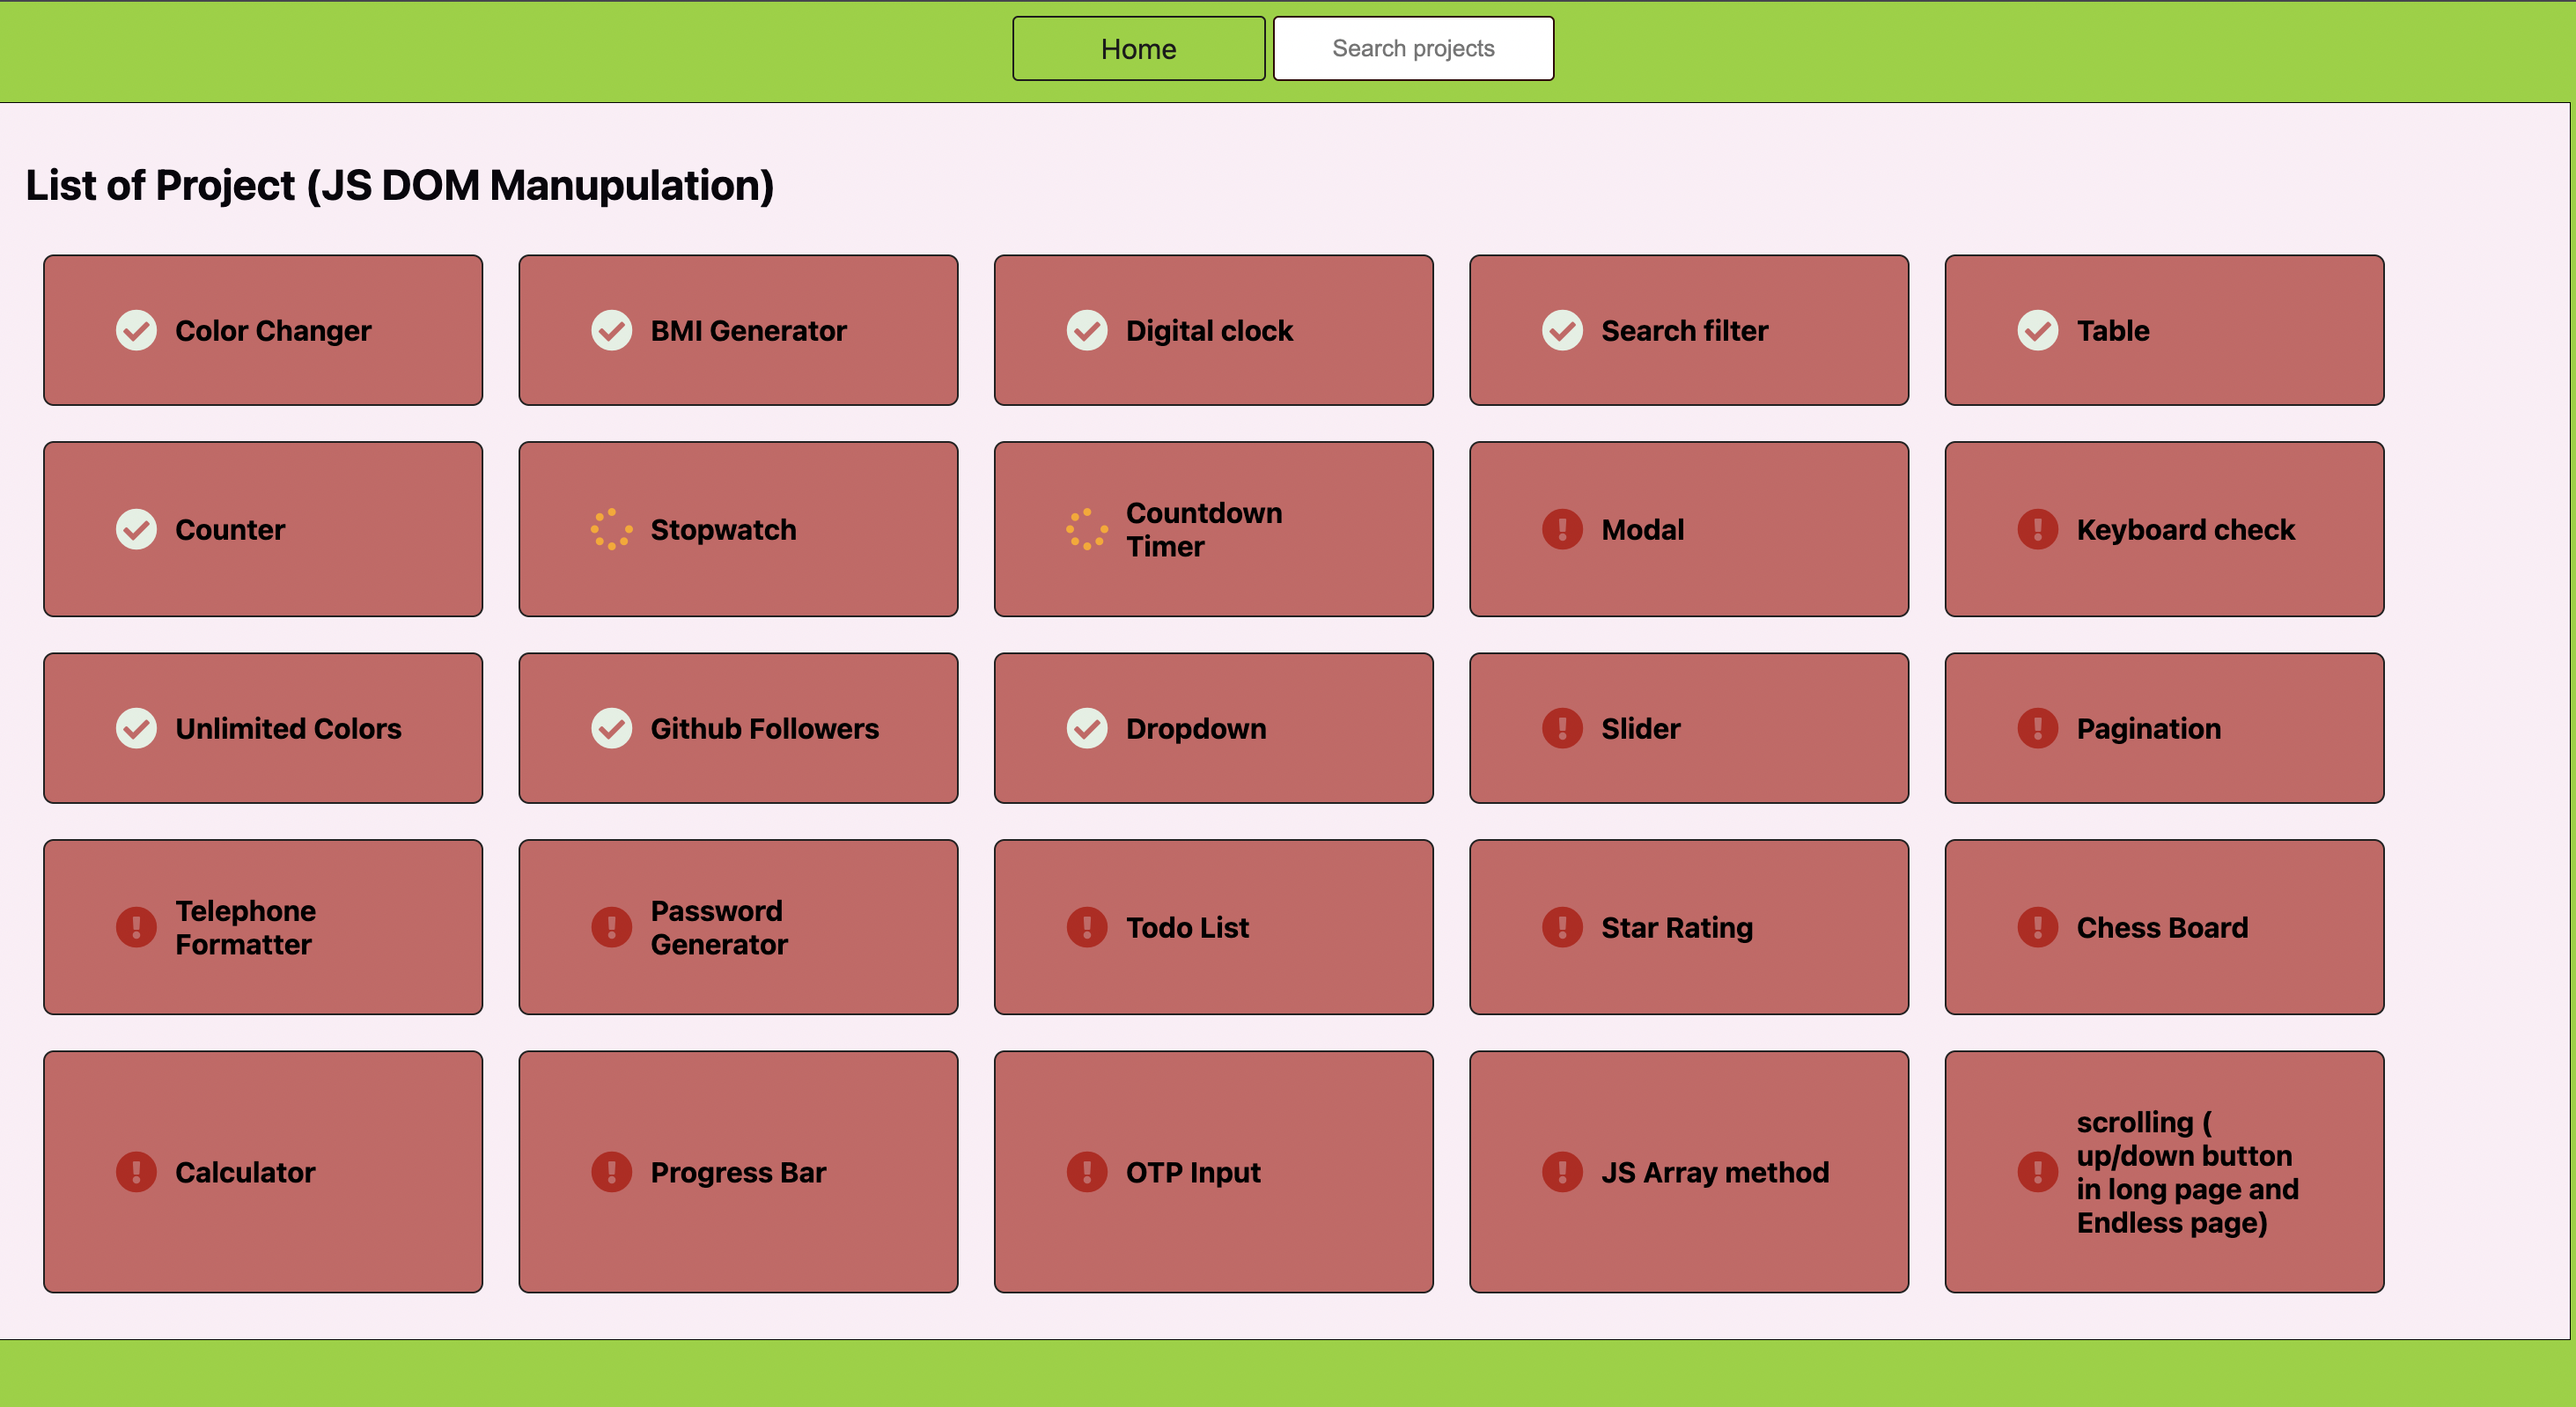 Home
Search projects
List of Project (JS DOM Manupulation)
Color Changer
BMI Generator
Digital clock
Search filter
Table
Counter
Stopwatch
Countdown
Timer
Modal
Keyboard check
Unlimited Colors
Github Followers
Dropdown
Slider
Pagination
Telephone
Formatter
Password
Generator
Todo List
Star Rating
Chess Board
Calculator
Progress Bar
OTP Input
JS Array method
scrolling (
up/down button
in long page and
Endless page)